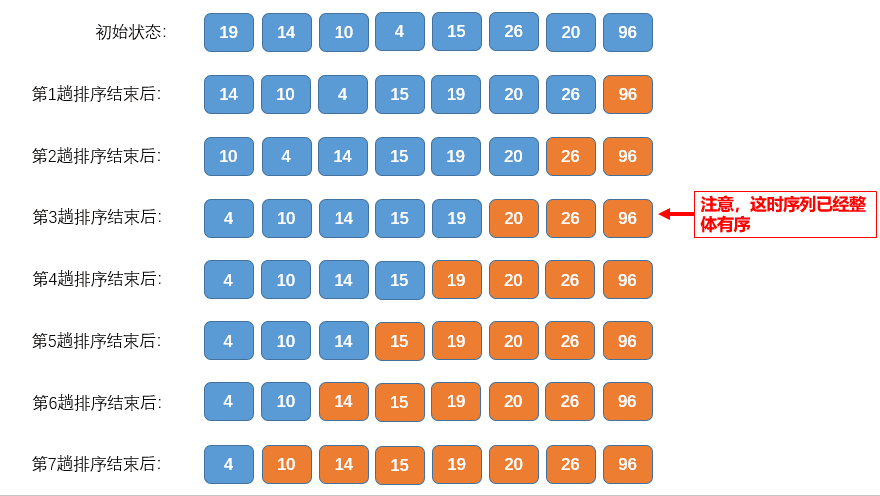 初始状态: 19 14 10 4 15 26 20 96
第1趟排序结束后: 14 10 4 15 19 20 26 96
第2趟排序结束后: 10 4 14 15 19 20 26 96
第3趟排序结束后: 4 10 14 15 19 20 26 96
注意，这时序列已经整
体有序
第4趟排序结束后: 4 10 14 15 19 20 26 96
第5趟排序结束后: 4 10 14 15 19 20 26 96
第6趟排序结束后: 4 10 14 15 19 20 26 96
第7趟排序结束后: 4 10 14 15 19 20 26 96